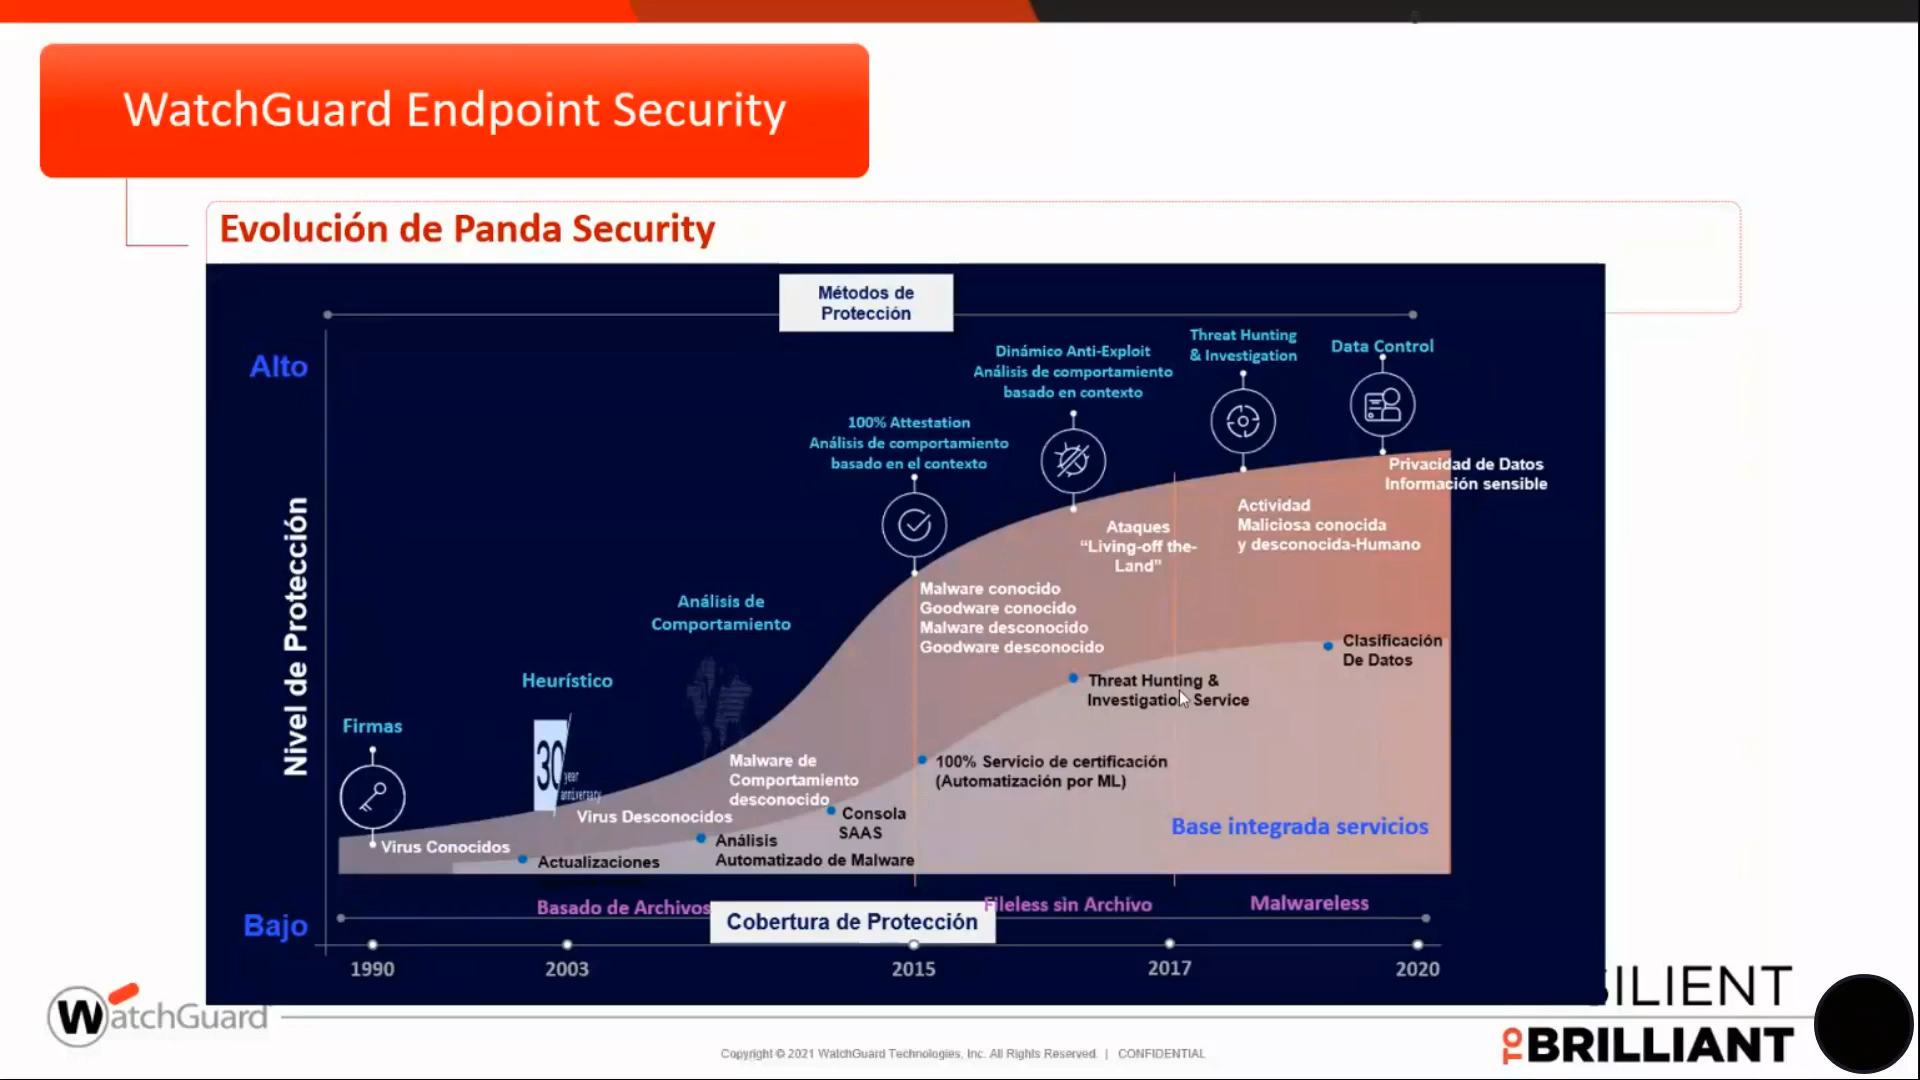 WatchGuard Endpoint Security
Evolución de Panda Security
Métodos de
Protección
Alto
Nivel de Protección
Bajo
Firmas
Heurístico
Análisis de
Comportamiento
100% Attestation
Análisis de comportamiento
basado en el contexto
Dinámico Anti-Exploit
Análisis de comportamiento
basado en contexto
Threat Hunting
& Investigation
Data Control
30
year
anniversary
Virus Conocidos
Virus Desconocidos
Malware de
Comportamiento
desconocido
Malware conocido
Goodware conocido
Malware desconocido
Goodware desconocido
Ataques
“Living-off the-
Land”
Actividad
Maliciosa conocida
y desconocida-Humano
Privacidad de Datos
Información sensible
Actualizaciones
Análisis
Automatizado de Malware
Consola
SAAS
100% Servicio de certificación
(Automatización por ML)
Threat Hunting &
Investigation Service
Clasificación
De Datos
Base integrada servicios
Basado de Archivos
Cobertura de Protección
Fileless sin Archivo
Malwareless
1990
2003
2015
2017
2020
WatchGuard
Copyright © 2021 WatchGuard Technologies, Inc. All Rights Reserved. | CONFIDENTIAL
SILIENT
TO BRILLIANT